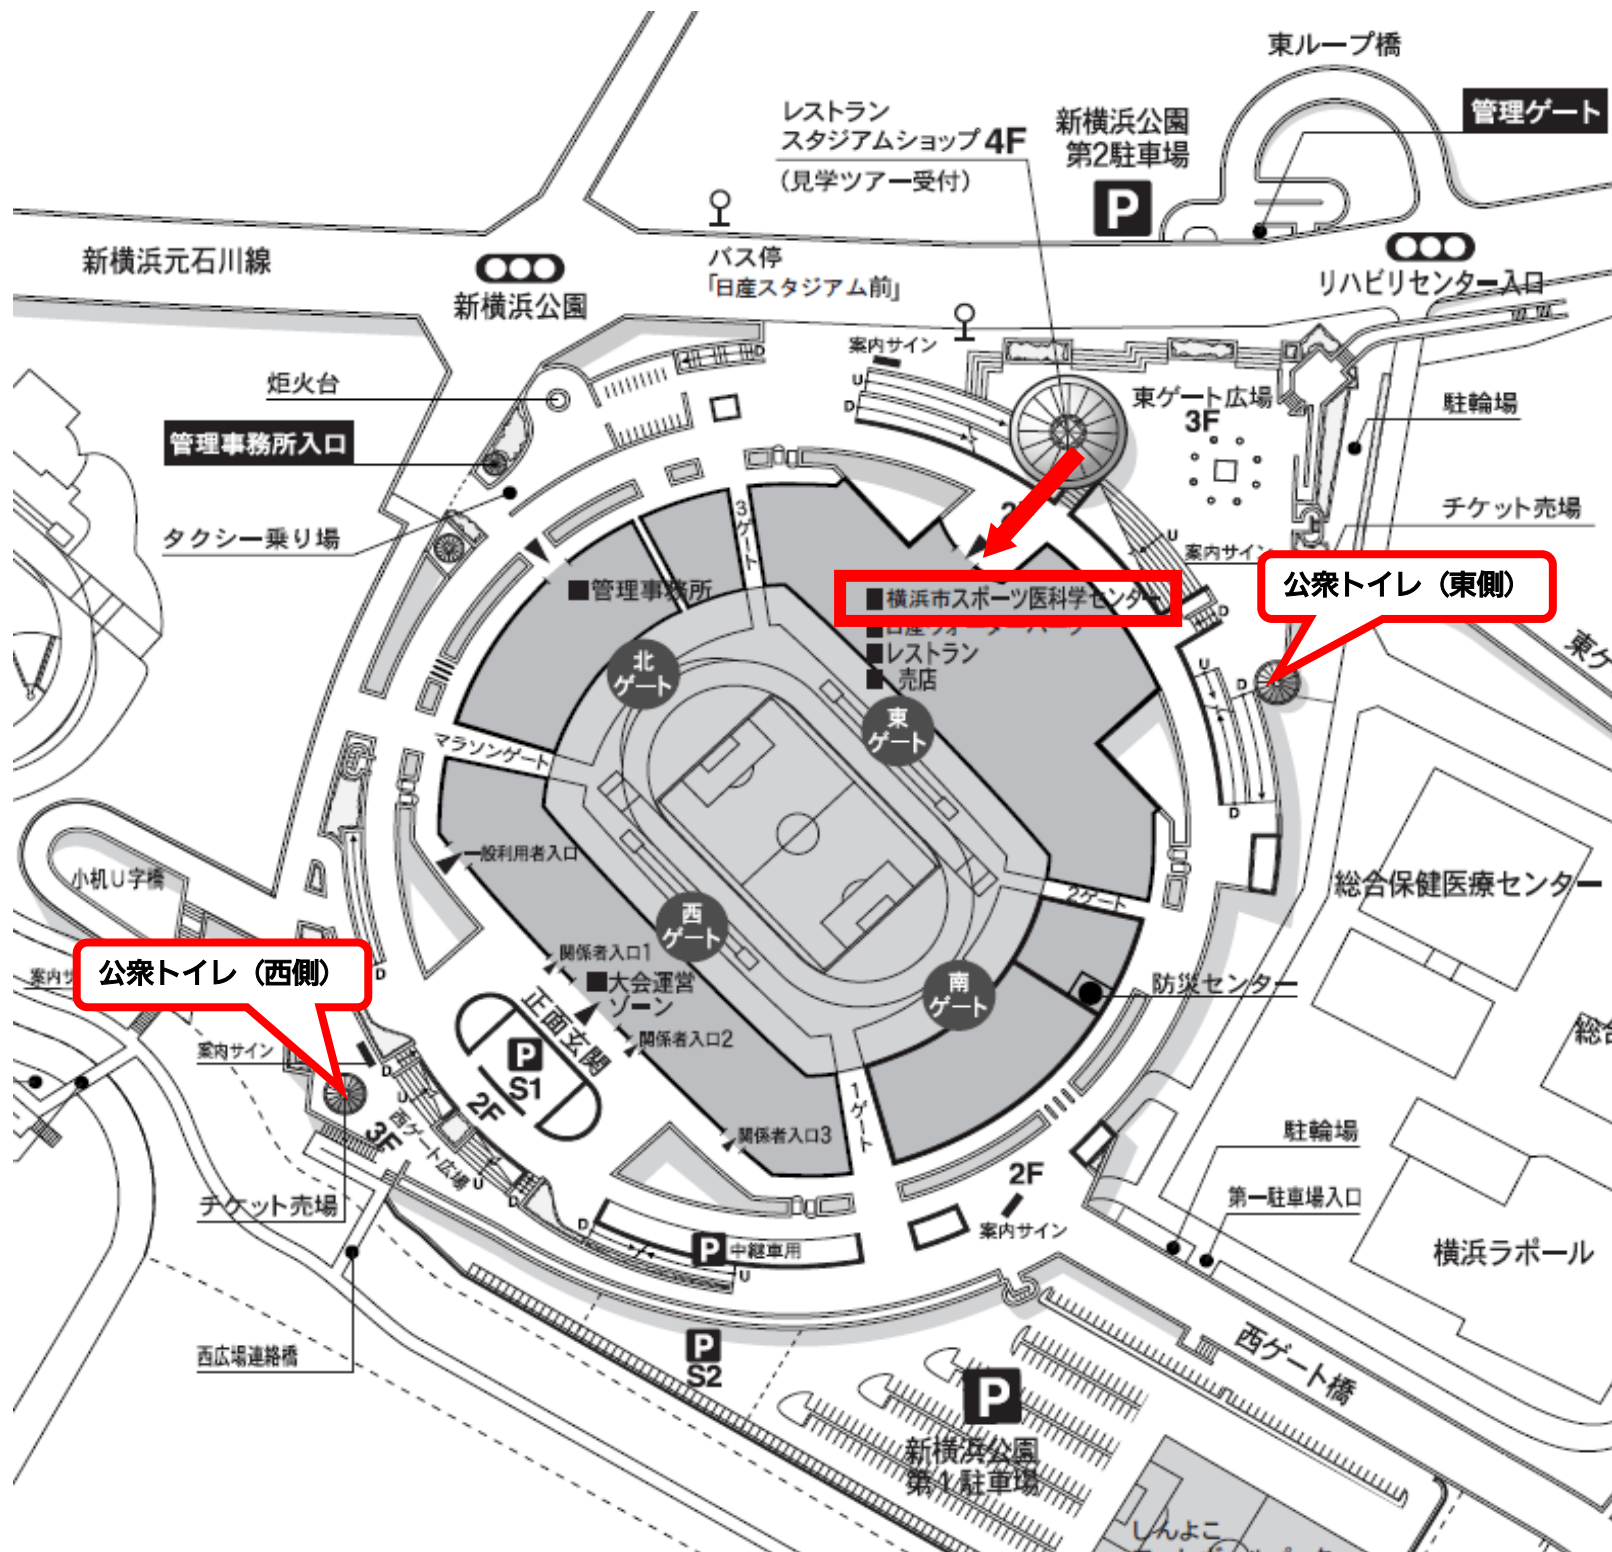 東ループ橋
管理ゲート
レストラン
スタジアムショップ 4F
(見学ツアー受付)
新横浜公園
第2駐車場
P
新横浜元石川線
新横浜公園
バス停
「日産スタジアム前」
リハビリセンター入口
案内サイン
U
D
D
炬火台
管理事務所入口
タクシー乗り場
東ゲート広場
3F
駐輪場
チケット売場
U
案内サイン
公衆トイレ（東側）
3ゲート
■管理事務所
■横浜市スポーツ医科学センター
■レストラン
■ 売店
D
U
D
D
北
ゲート
東
ゲート
マラソンゲート
一般利用者入口
小机U字橋
西
ゲート
2ゲート
総合保健医療センター
関係者入口1
■大会運営
ゾーン
正面玄関
関係者入口2
南
ゲート
防災センター
公衆トイレ（西側）
D
案内サイン
D
U
P
S1
2F
3F
西ゲート広場
U
D
1ゲート
関係者入口3
チケット売場
D
P 中継車用
U
2F
案内サイン
駐輪場
第一駐車場入口
横浜ラポール
西広場連絡橋
P
S2
西ゲート橋
P
新横浜公園
第1駐車場
しんよこ